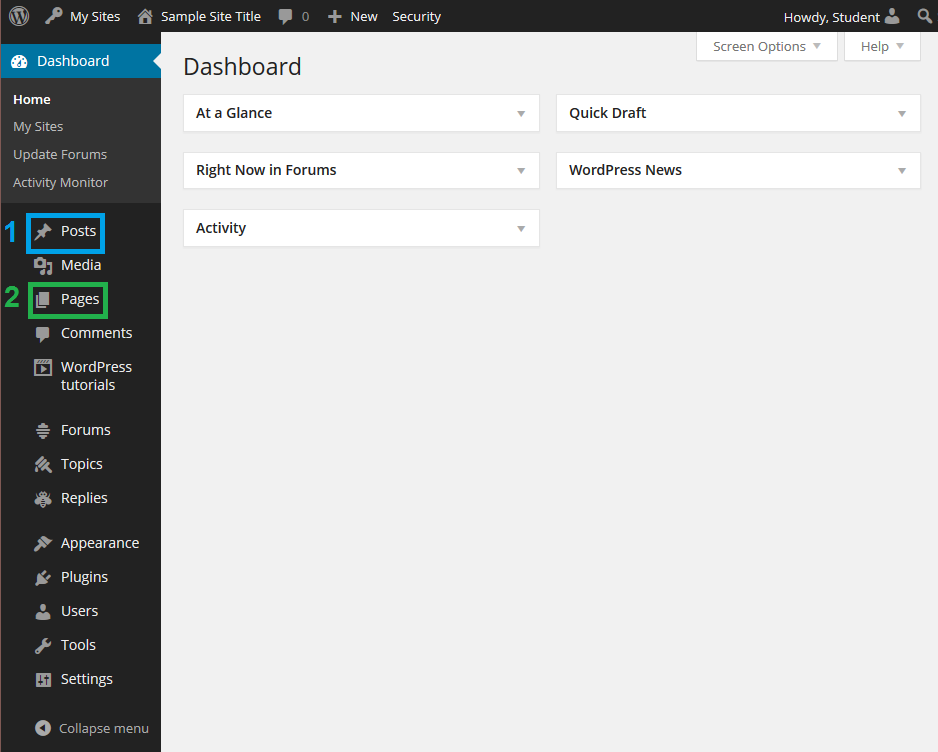 My Sites Sample Site Title 0 New Security Howdy, Student
Dashboard
Home
My Sites
Update Forums
Activity Monitor
1 Posts
Media
2 Pages
Comments
WordPress
tutorials
Forums
Topics
Replies
Appearance
Plugins
Users
Tools
Settings
Collapse menu
Screen Options Help
Dashboard
At a Glance
Quick Draft
Right Now in Forums
WordPress News
Activity